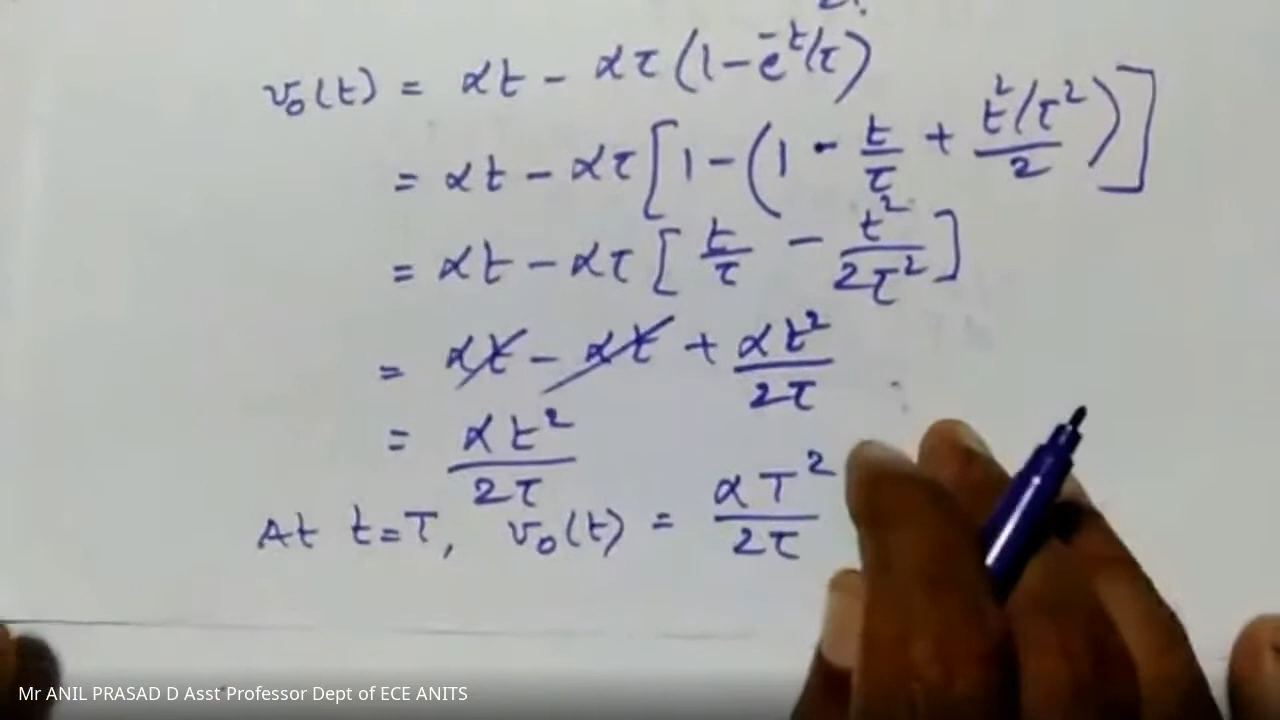 2!
v₀(t) = αt - ατ(1-e^{-t/τ})
= αt - ατ[1-(1 - t/τ + (t²/τ²)/2)]
= αt - ατ[t/τ - t²/2τ²]
= αt - αt + αt²/2τ
= αt²/2τ
At t=T, v₀(t) = αT²/2τ
Mr ANIL PRASAD D Asst Professor Dept of ECE ANITS